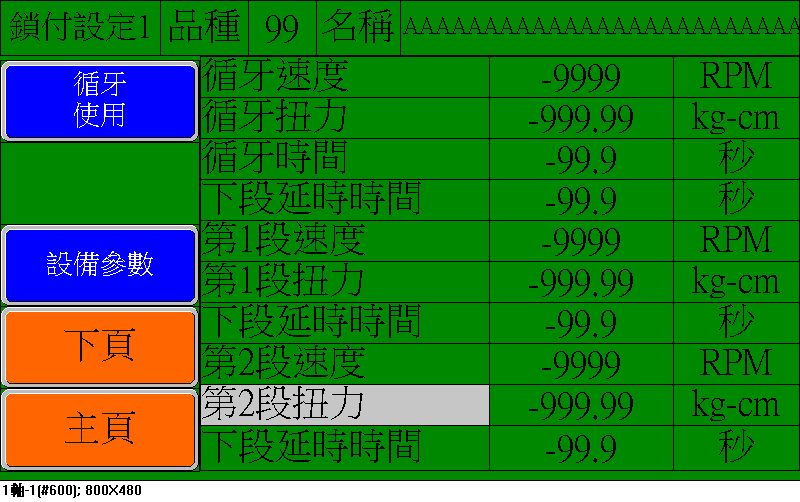 鎖付設定1 品種 99 名稱 AAAAAAAAAAAAAAAAAAAAAAAA
循牙
使用
循牙速度 -9999 RPM
循牙扭力 -999.99 kg-cm
循牙時間 -99.9 秒
下段延時時間 -99.9 秒
設備參數
第1段速度 -9999 RPM
第1段扭力 -999.99 kg-cm
下頁
下段延時時間 -99.9 秒
第2段速度 -9999 RPM
主頁
第2段扭力 -999.99 kg-cm
下段延時時間 -99.9 秒
1軸-1(#600); 800X480